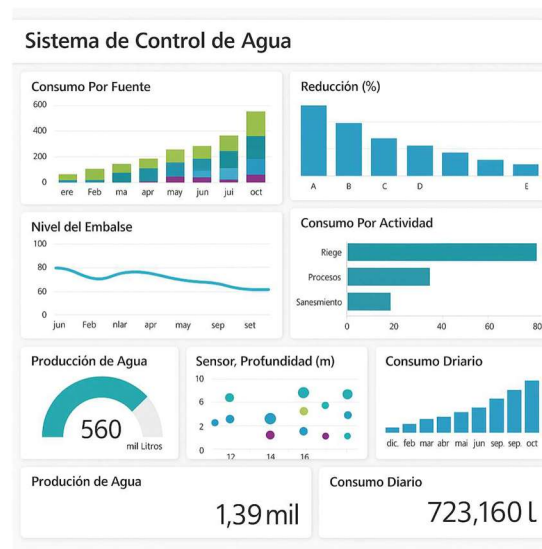 Sistema de Control de Agua
Consumo Por Fuente
600
400
200
0
ere Feb ma apr may jun jui oct
Reducción (%)
A B C D E
Nivel del Embalse
100
80
60
0
jun Feb nlar apr may sep set
Consumo Por Actividad
Riege
Procesos
Sanesmiento
0 20 40 60 80
Producción de Agua
560
mil Litros
Sensor, Profundidad (m)
10
6
2
0
12 14 16
Consumo Driario
dic. feb mar abr mai jun sep sep. oct
Produción de Agua
1,39 mil
Consumo Diario
723,160 l